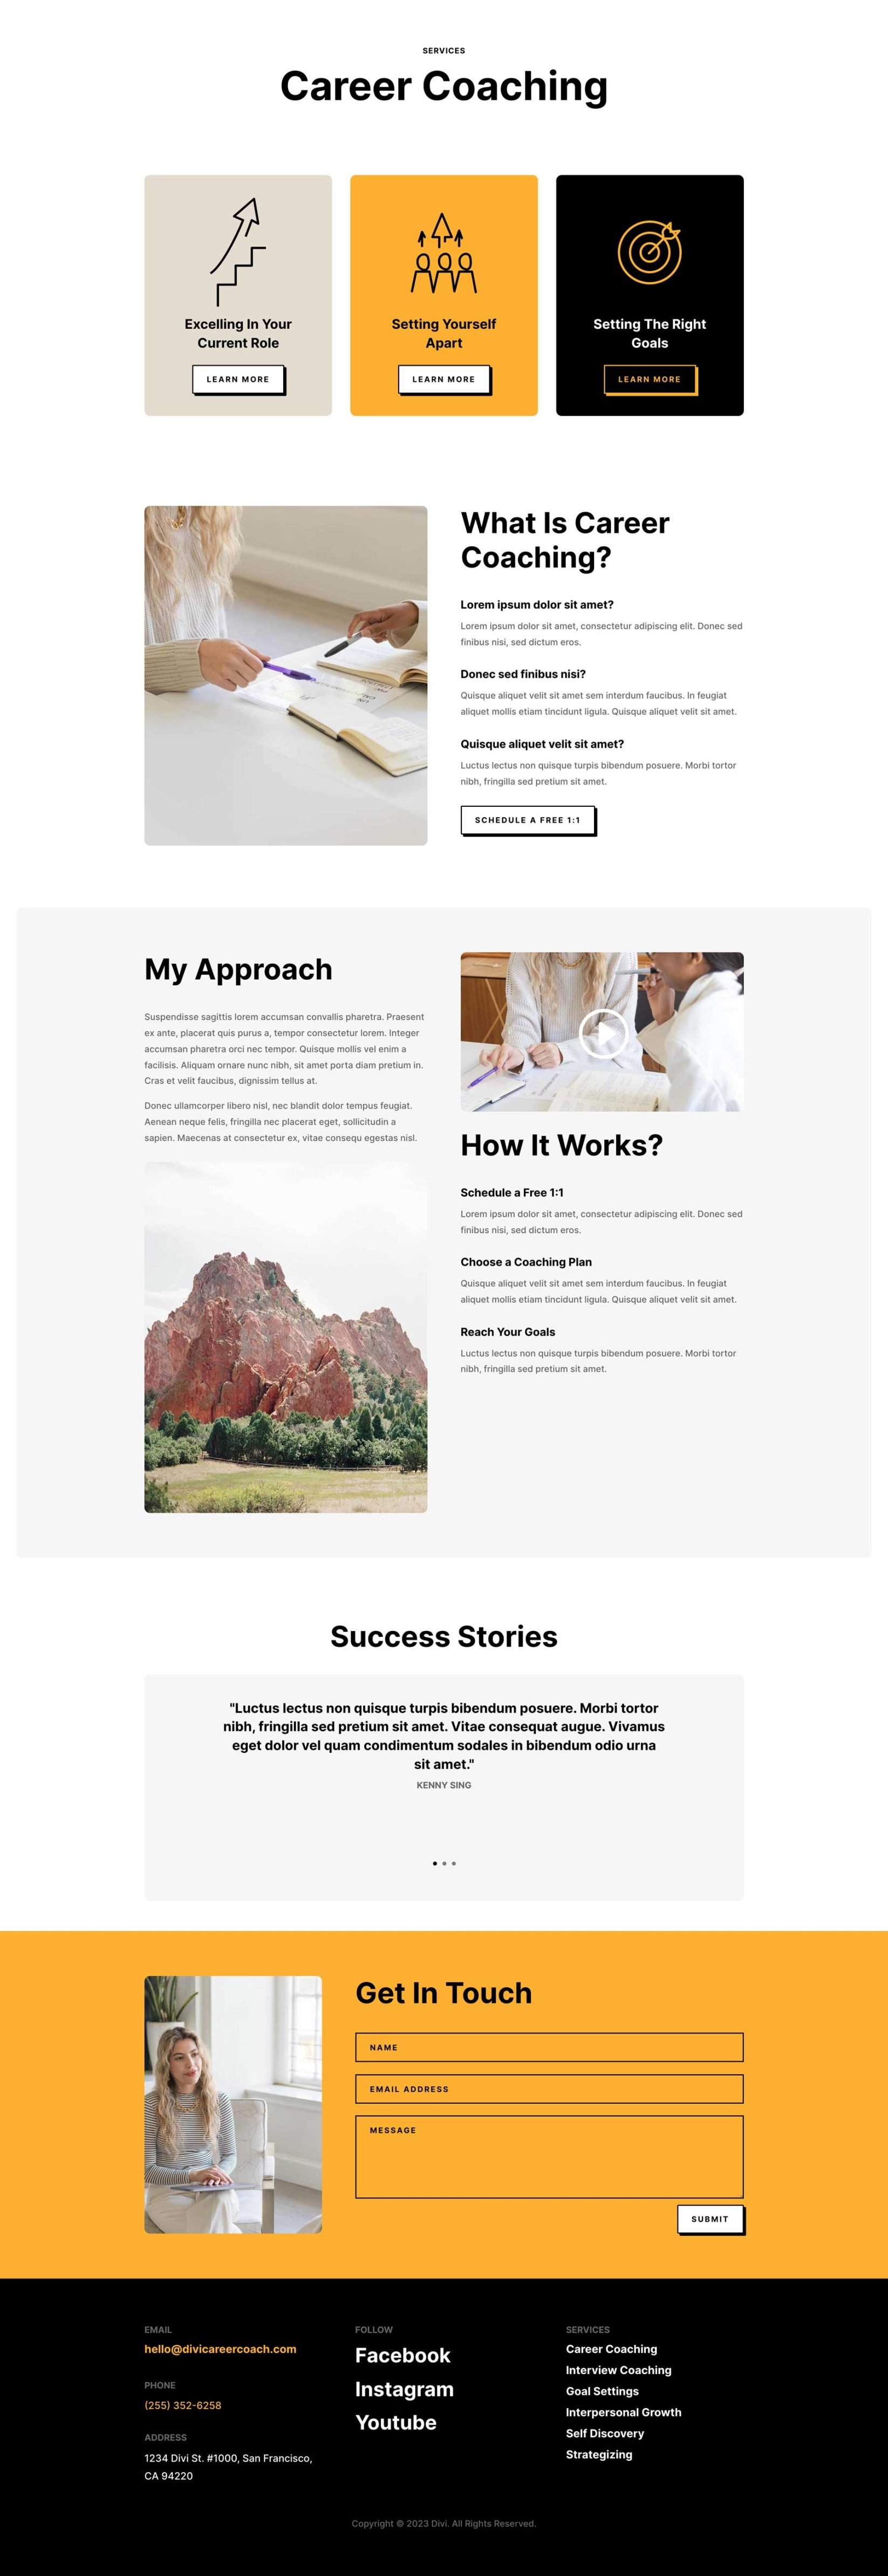 SERVICES
Career Coaching
Excelling In Your
Current Role
LEARN MORE
Setting Yourself
Apart
LEARN MORE
Setting The Right
Goals
LEARN MORE
What Is Career
Coaching?
Lorem ipsum dolor sit amet?
Lorem ipsum dolor sit amet, consectetur adipiscing elit. Donec sed
finibus nisi, sed dictum eros.
Donec sed finibus nisi?
Quisque aliquet velit sit amet sem interdum faucibus. In feugiat
aliquet mollis etiam tincidunt ligula. Quisque aliquet velit sit amet.
Quisque aliquet velit sit amet?
Luctus lectus non quisque turpis bibendum posuere. Morbi tortor
nibh, fringilla sed pretium sit amet.
SCHEDULE A FREE 1:1
My Approach
Suspendisse sagittis lorem accumsan convallis pharetra. Praesent
ex ante, placerat quis purus a, tempor consectetur lorem. Integer
accumsan pharetra orci nec tempor. Quisque mollis vel enim a
facilisis. Aliquam ornare nunc nibh, sit amet porta diam pretium in.
Cras et velit faucibus, dignissim tellus at.
Donec ullamcorper libero nisl, nec blandit dolor tempus feugiat.
Aenean neque felis, fringilla nec placerat eget, sollicitudin a
sapien. Maecenas at consectetur ex, vitae consequ egestas nisl.
How It Works?
Schedule a Free 1:1
Lorem ipsum dolor sit amet, consectetur adipiscing elit. Donec sed
finibus nisi, sed dictum eros.
Choose a Coaching Plan
Quisque aliquet velit sit amet sem interdum faucibus. In feugiat
aliquet mollis etiam tincidunt ligula. Quisque aliquet velit sit amet.
Reach Your Goals
Luctus lectus non quisque turpis bibendum posuere. Morbi tortor
nibh, fringilla sed pretium sit amet.
Success Stories
"Luctus lectus non quisque turpis bibendum posuere. Morbi tortor
nibh, fringilla sed pretium sit amet. Vitae consequat augue. Vivamus
eget dolor vel quam condimentum sodales in bibendum odio urna
sit amet."
KENNY SING
Get In Touch
NAME
EMAIL ADDRESS
MESSAGE
SUBMIT
EMAIL
hello@divicareercoach.com
PHONE
(255) 352-6258
ADDRESS
1234 Divi St. #1000, San Francisco,
CA 94220
FOLLOW
Facebook
Instagram
Youtube
SERVICES
Career Coaching
Interview Coaching
Goal Settings
Interpersonal Growth
Self Discovery
Strategizing
Copyright © 2023 Divi. All Rights Reserved.